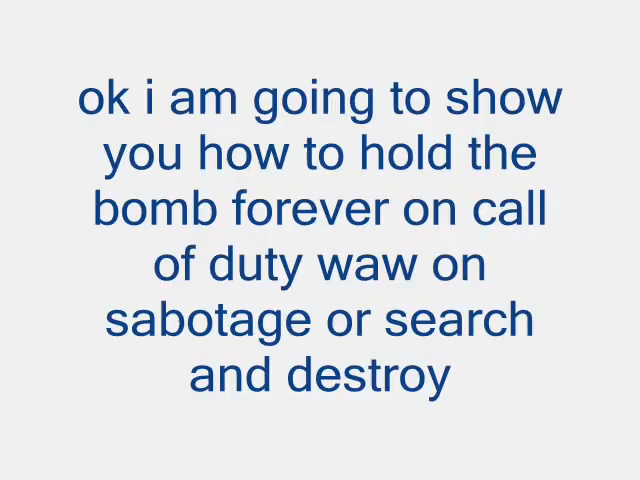 ok i am going to show
you how to hold the
bomb forever on call
of duty waw on
sabotage or search
and destroy